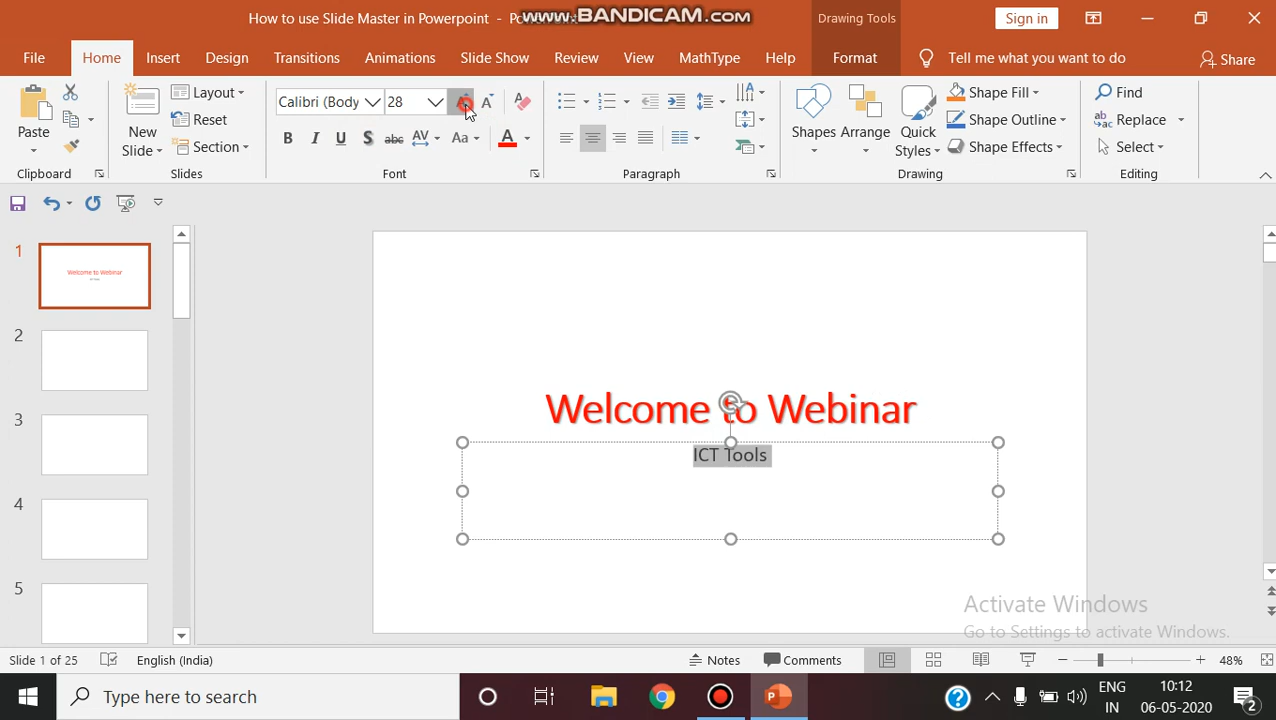 How to use Slide Master in Powerpoint -
www.BANDICAM.com
Drawing Tools
Sign in
File Home Insert Design Transitions Animations Slide Show Review View MathType Help Format Tell me what you want to do Share
Paste
Clipboard
New Slide
Layout
Reset
Section
Slides
Calibri (Body
28
B I U S abc AV Aa A
Font
Paragraph
Shapes
Arrange
Quick Styles
Shape Fill
Shape Outline
Shape Effects
Drawing
Find
Replace
Select
Editing
1
Welcome to Webinar
2
3
4
5
Welcome to Webinar
ICT Tools
Activate Windows
Go to Settings to activate Windows.
Slide 1 of 25 English (India) Notes Comments 48%
Type here to search
ENG
IN
10:12
06-05-2020
2